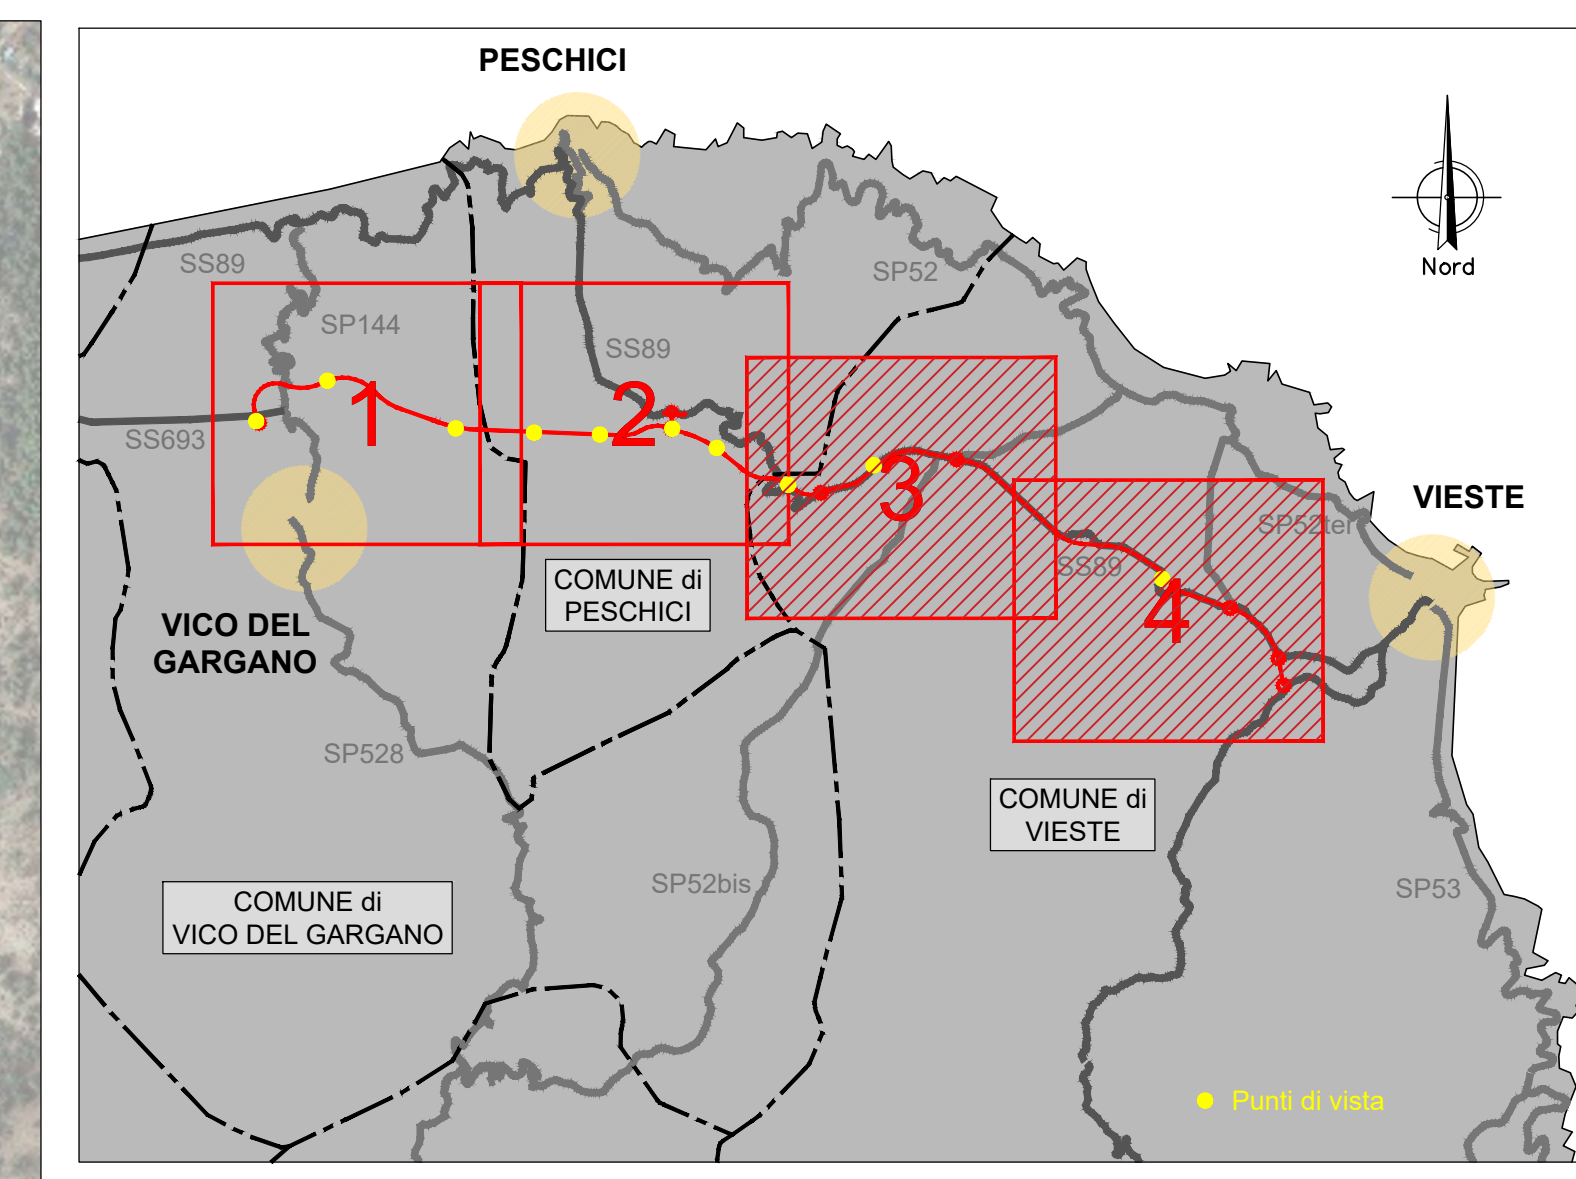 PESCHICI
Nord
SS89
SP52
SP144
SS89
1
2
SS693
3
VIESTE
SP52ter
SS89
4
COMUNE di
PESCHICI
VICO DEL
GARGANO
SP528
COMUNE di
VIESTE
SP52bis
SP53
COMUNE di
VICO DEL GARGANO
Punti di vista